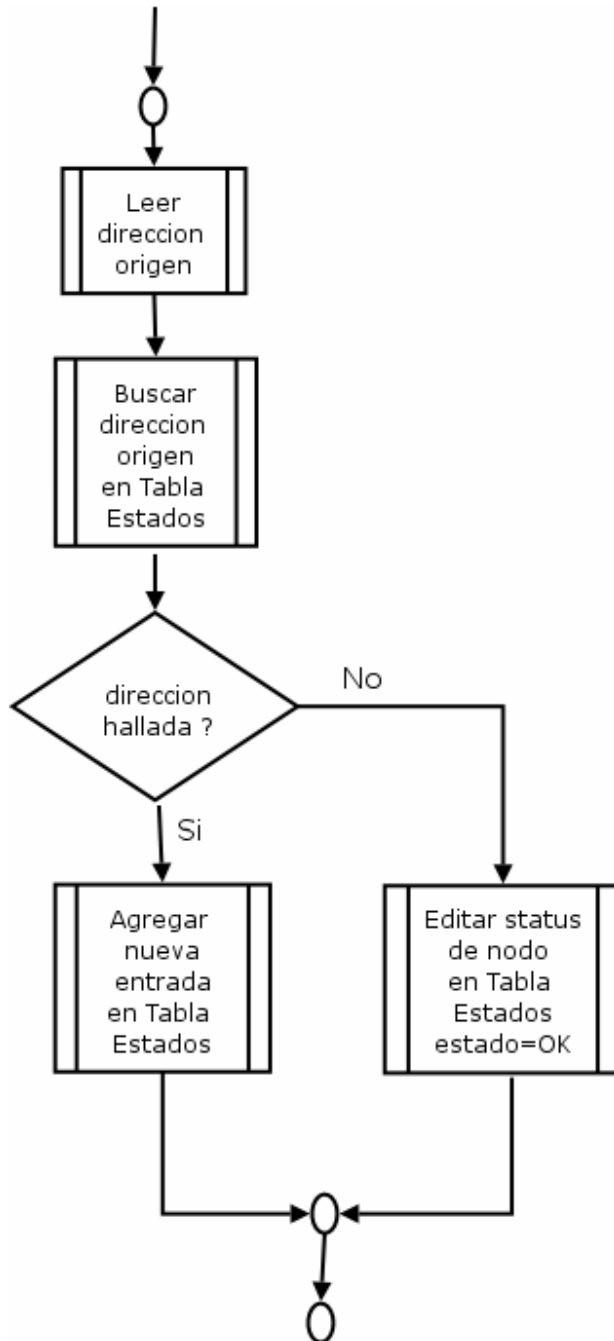 Leer
direccion
origen
Buscar
direccion
origen
en Tabla
Estados
direccion
hallada ?
No
Si
Agregar
nueva
entrada
en Tabla
Estados
Editar status
de nodo
en Tabla
Estados
estado=OK